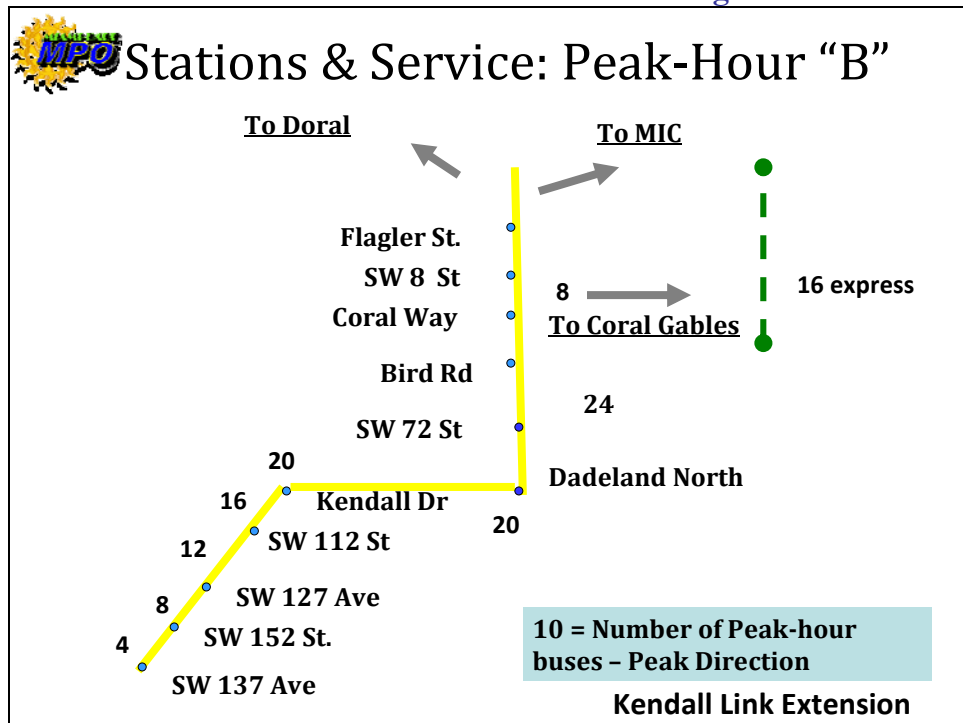 MPO
Stations & Service: Peak-Hour “B”
To Doral
To MIC
Flagler St.
SW 8 St
8
16 express
Coral Way
To Coral Gables
Bird Rd
24
SW 72 St
20
Dadeland North
16
Kendall Dr
20
SW 112 St
12
SW 127 Ave
8
SW 152 St.
4
SW 137 Ave
10 = Number of Peak-hour
buses – Peak Direction
Kendall Link Extension